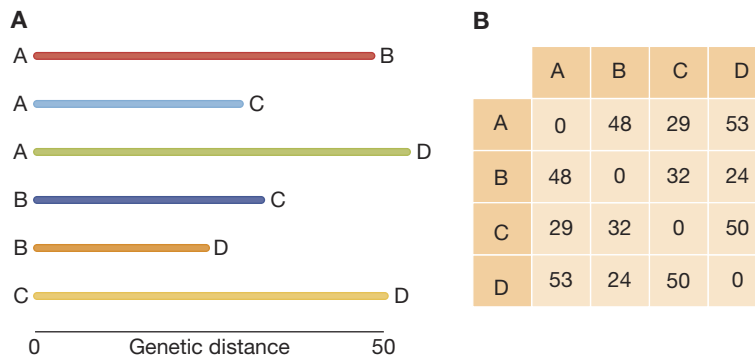 A
A B
A C
A D
B C
B D
C D
0 Genetic distance 50
B
A B C D
A 0 48 29 53
B 48 0 32 24
C 29 32 0 50
D 53 24 50 0